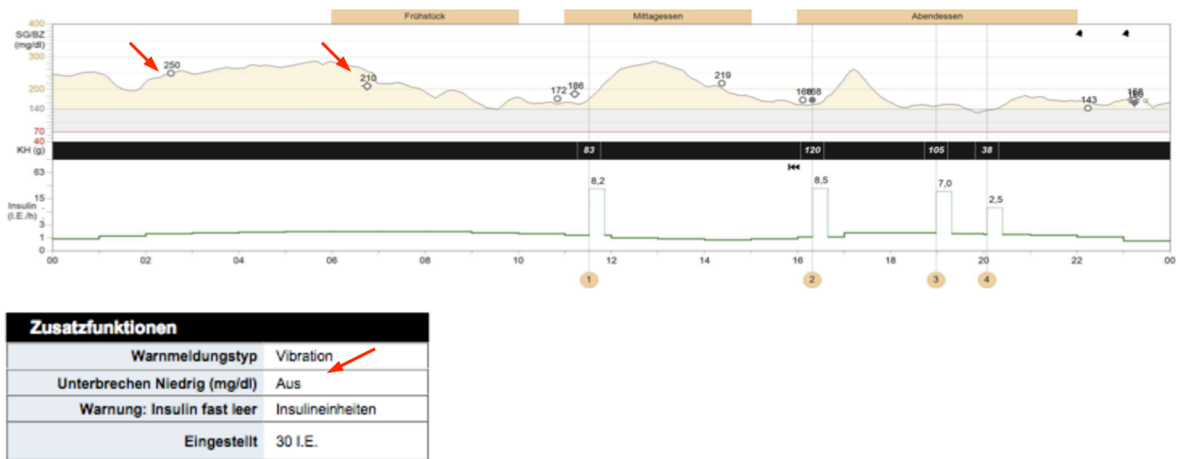 Frühstück Mittagessen Abendessen
400
SG/BZ
(mg/dl)
300
250
210
219
200
172
186
168
143
140
70
40
KH (g) 83 120 105 38
63
8,2 8,5 7,0 2,5
15
Insulin
(I.E./h)
3
1
0
00 02 04 06 08 10 12 14 16 18 20 22 00
1 2 3 4
Zusatzfunktionen
Warnmeldungstyp Vibration
Unterbrechen Niedrig (mg/dl) Aus
Warnung: Insulin fast leer Insulineinheiten
Eingestellt 30 I.E.